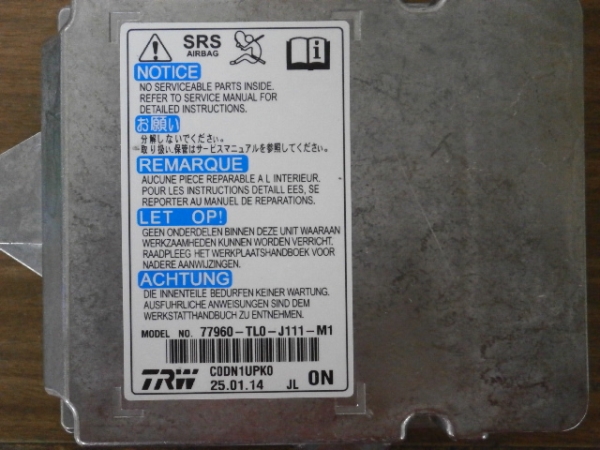 SRS
AIRBAG
NOTICE
NO SERVICEABLE PARTS INSIDE.
REFER TO SERVICE MANUAL FOR
DETAILED INSTRUCTIONS.
お願い
分解しないでください。
取り扱い、保管はサービスマニュアルを参照してください。
REMARQUE
AUCUNE PIECE REPARABLE A L INTERIEUR.
POUR LES INSTRUCTIONS DETAILL EES, SE
REPORTER AU MANUEL DE REPARATIONS.
LET OP!
GEEN ONDERDELEN BINNEN DEZE UNIT WAARAAN
WERKZAAMHEDEN KUNNEN WORDEN VERRICHT.
RAADPLEEG HET WERKPLAATSHANDBOEK VOOR
NADERE AANWIJZINGEN.
ACHTUNG
DIE INNENTEILE BEDURFEN KEINER WARTUNG.
AUSFUHRLICHE ANWEISUNGEN SIND DEM
WERKSTATTHANDBUCH ZU ENTNEHMEN.
MODEL NO. 77960-TL0-J111-M1
TRW C0DN1UPK0
25.01.14 JL ON